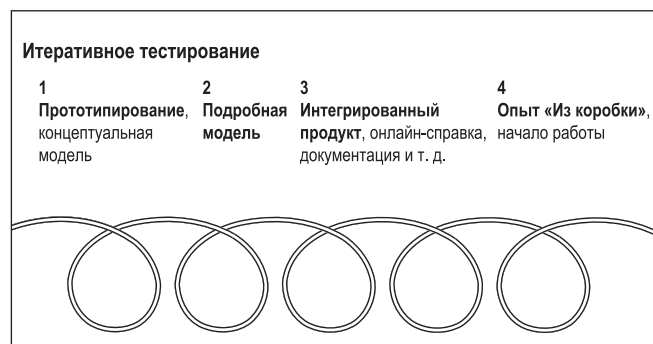 Итеративное тестирование
1
Прототипирование,
концептуальная
модель
2
Подробная
модель
3
Интегрированный
продукт, онлайн-справка,
документация и т. д.
4
Опыт «Из коробки»,
начало работы